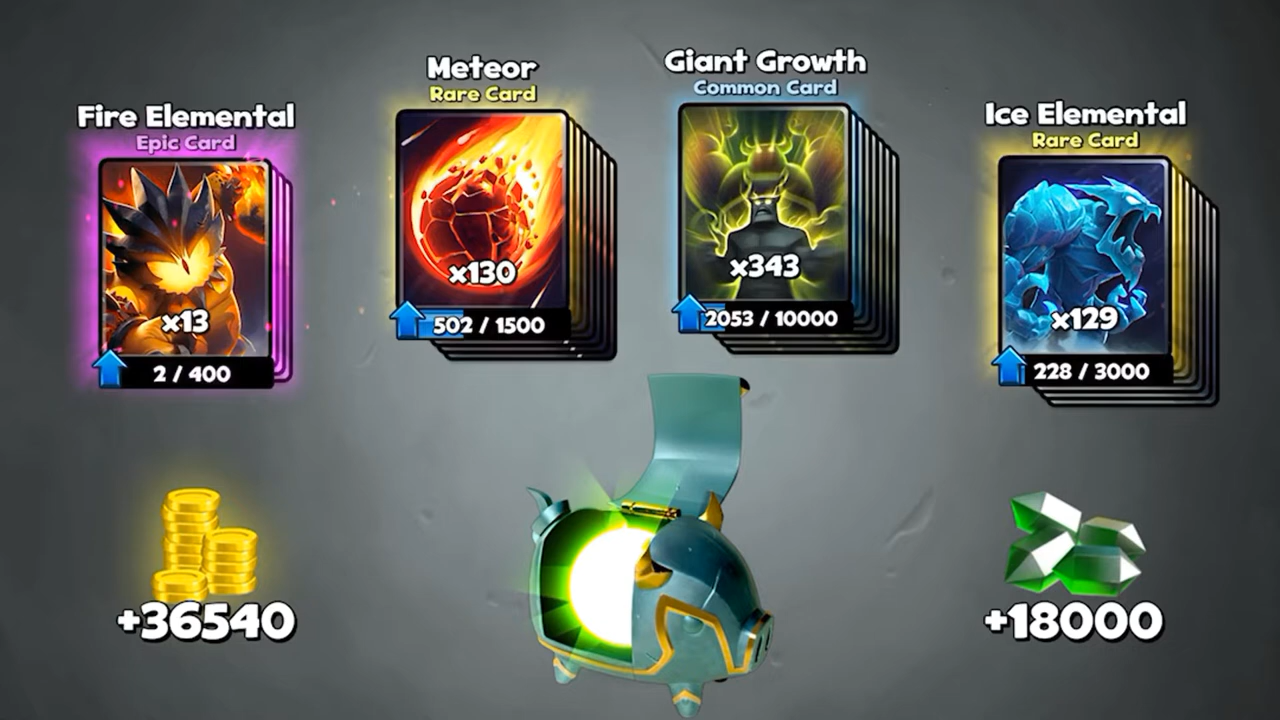 Fire Elemental
Epic Card
x13
2 / 400
Meteor
Rare Card
x130
502 / 1500
Giant Growth
Common Card
x343
2053 / 10000
Ice Elemental
Rare Card
x129
228 / 3000
+36540
+18000